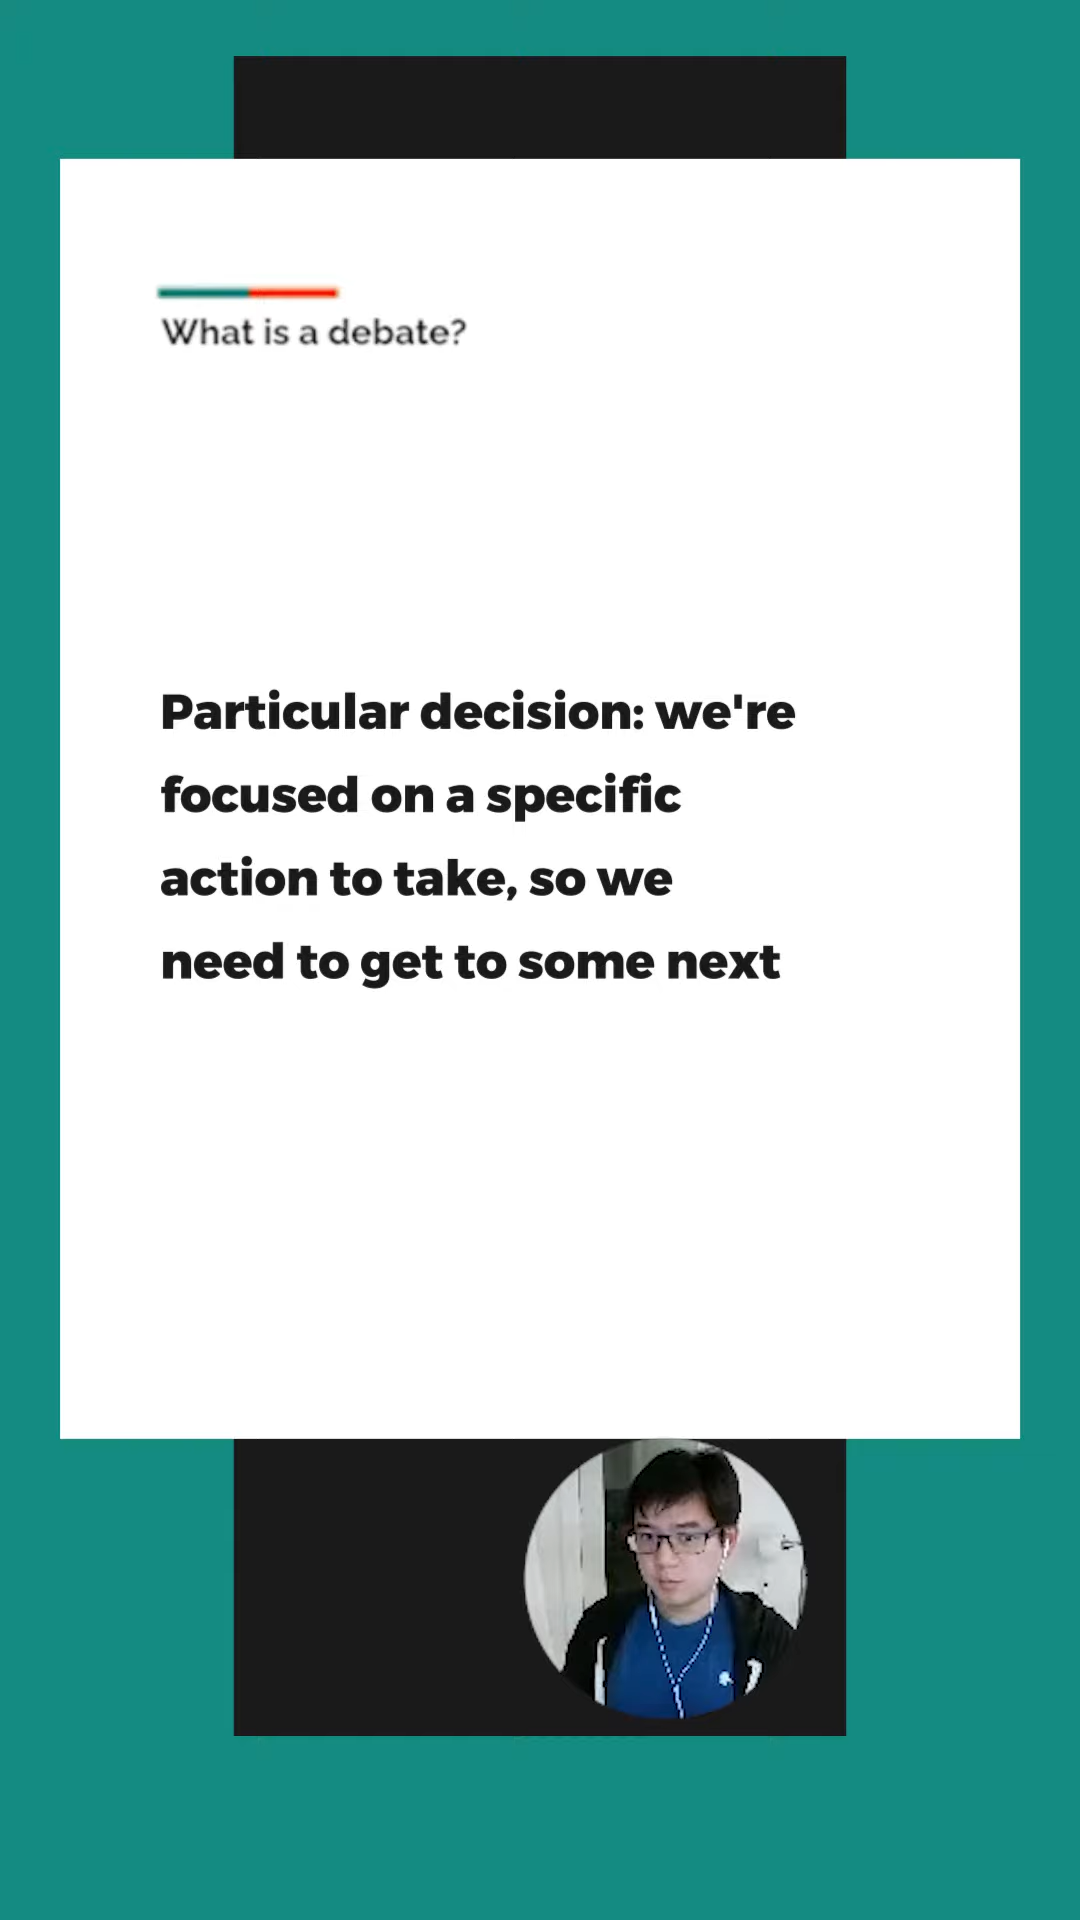 What is a debate?
Particular decision: we're
focused on a specific
action to take, so we
need to get to some next